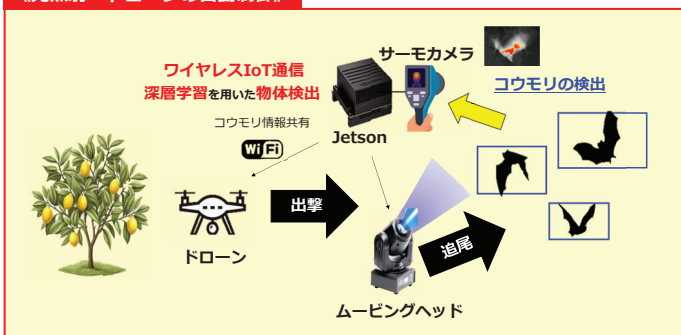 サーモカメラ
ワイヤレスIoT通信
深層学習を用いた物体検出
コウモリの検出
コウモリ情報共有
WiFi
Jetson
出撃
追尾
ドローン
ムービングヘッド